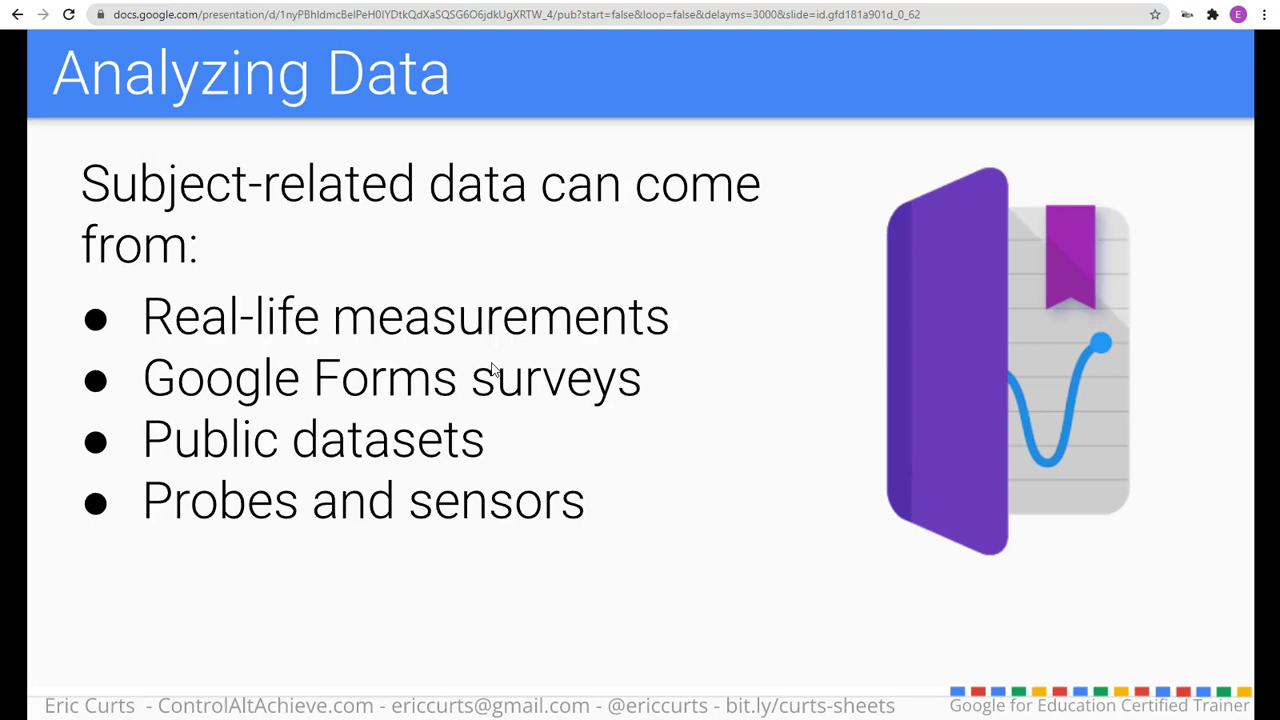 docs.google.com/presentation/d/1nyPBhIdmcBelPeH0IYDtkQdXaSQSG6O6jdkUgXRTW_4/pub?start=false&loop=false&delayms=3000&slide=id.gfd181a901d_0_62
E
Analyzing Data
Subject-related data can come
from:
● Real-life measurements
● Google Forms surveys
● Public datasets
● Probes and sensors
Eric Curts - ControlAltAchieve.com - ericcurts@gmail.com - @ericcurts - bit.ly/curts-sheets
Google for Education Certified Trainer